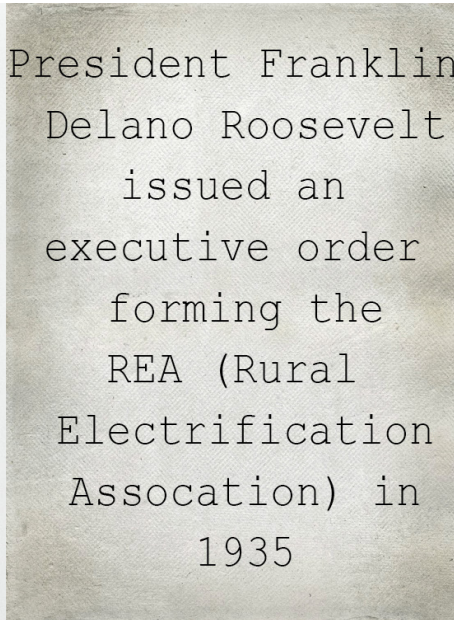 President Franklin
Delano Roosevelt
issued an
executive order
forming the
REA (Rural
Electrification
Assocation) in
1935